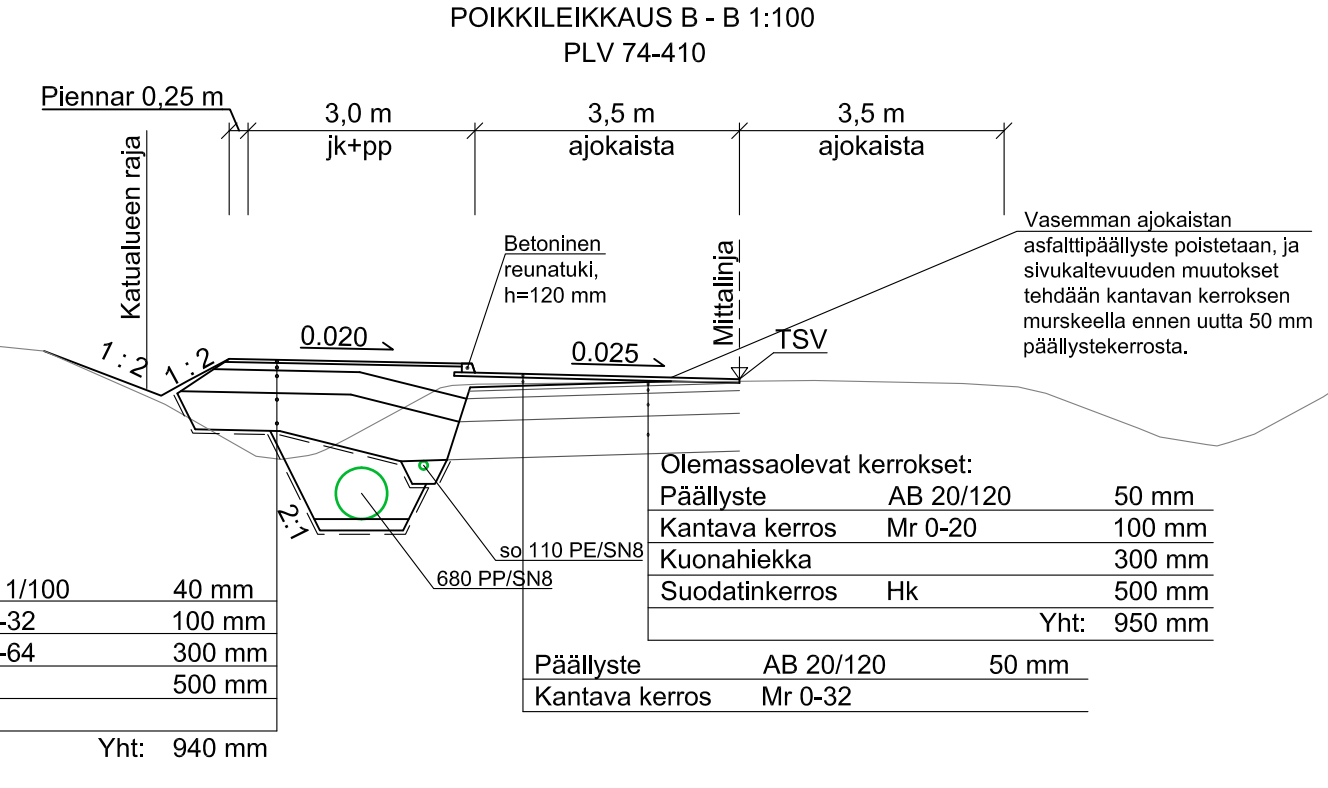 POIKKILEIKKAUS B - B 1:100
PLV 74-410
Piennar 0,25 m
3,0 m
jk+pp
3,5 m
ajokaista
3,5 m
ajokaista
Katualueen raja
Betoninen
reunatuki,
h=120 mm
Mittalinja
Vasemman ajokaistan
asfalttipäällyste poistetaan, ja
sivukaltevuuden muutokset
tehdään kantavan kerroksen
murskeella ennen uutta 50 mm
päällystekerrosta.
1 : 2
1 : 2
0.020
0.025
TSV
2:1
so 110 PE/SN8
680 PP/SN8
Olemassaolevat kerrokset:
Päällyste AB 20/120 50 mm
Kantava kerros Mr 0-20 100 mm
Kuonahiekka 300 mm
Suodatinkerros Hk 500 mm
Yht: 950 mm
1/100 40 mm
-32 100 mm
-64 300 mm
500 mm
Yht: 940 mm
Päällyste AB 20/120 50 mm
Kantava kerros Mr 0-32